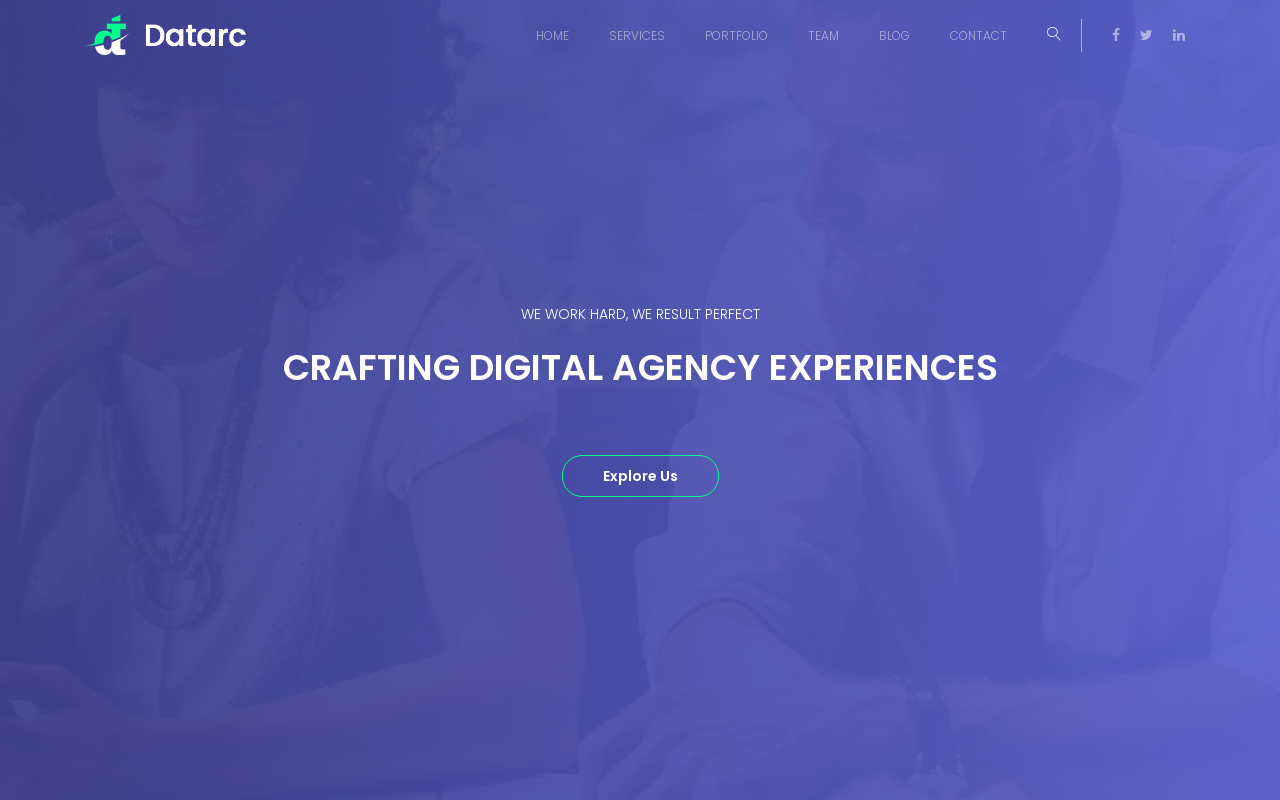 Datarc
HOME SERVICES PORTFOLIO TEAM BLOG CONTACT
WE WORK HARD, WE RESULT PERFECT
CRAFTING DIGITAL AGENCY EXPERIENCES
Explore Us